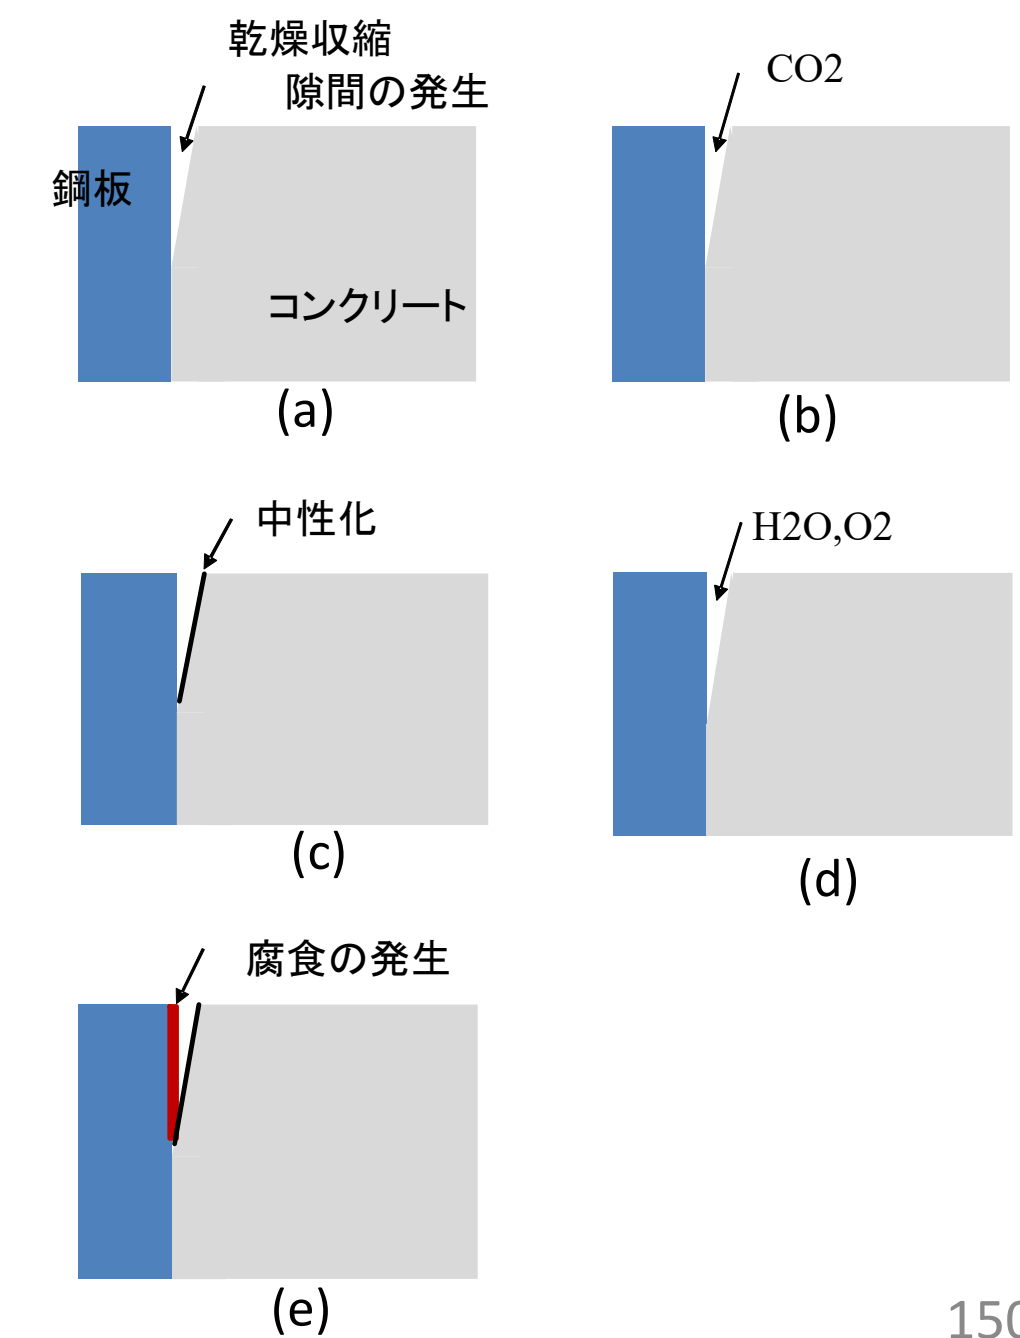 乾燥収縮
隙間の発生
鋼板
コンクリート
(a)
CO2
(b)
中性化
(c)
H2O,O2
(d)
腐食の発生
(e)
150